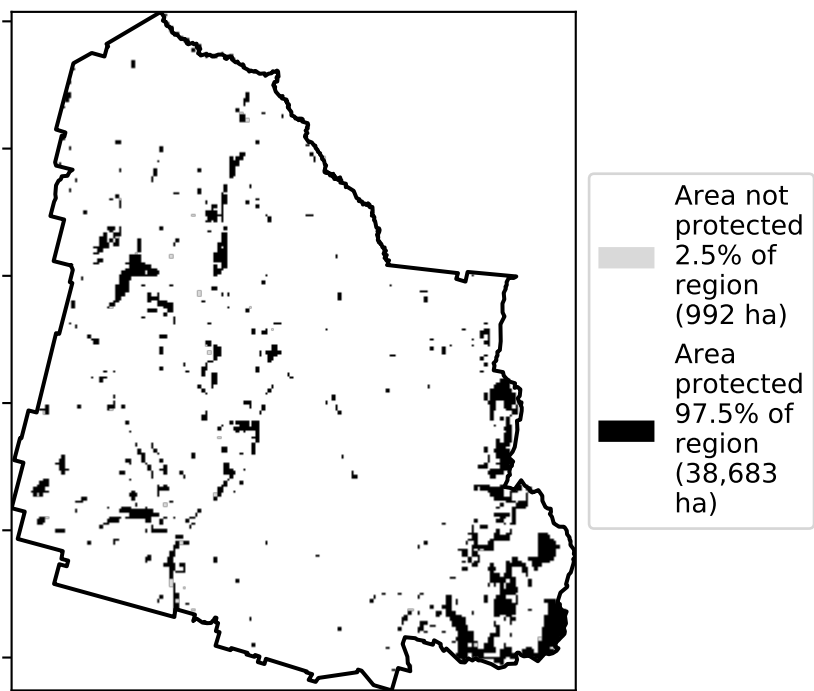 Area not
protected
2.5% of
region
(992 ha)
Area
protected
97.5% of
region
(38,683
ha)